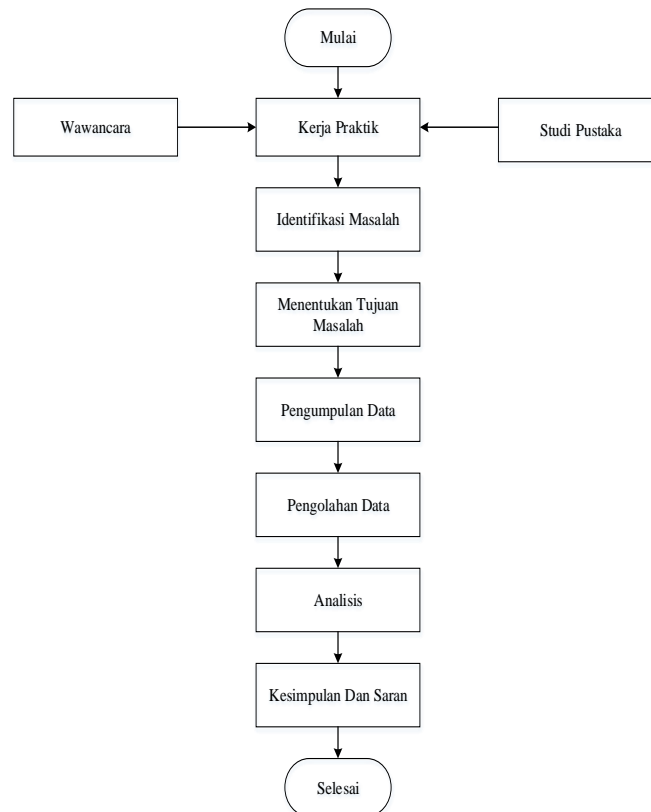 Mulai
Wawancara
Kerja Praktik
Studi Pustaka
Identifikasi Masalah
Menentukan Tujuan
Masalah
Pengumpulan Data
Pengolahan Data
Analisis
Kesimpulan Dan Saran
Selesai